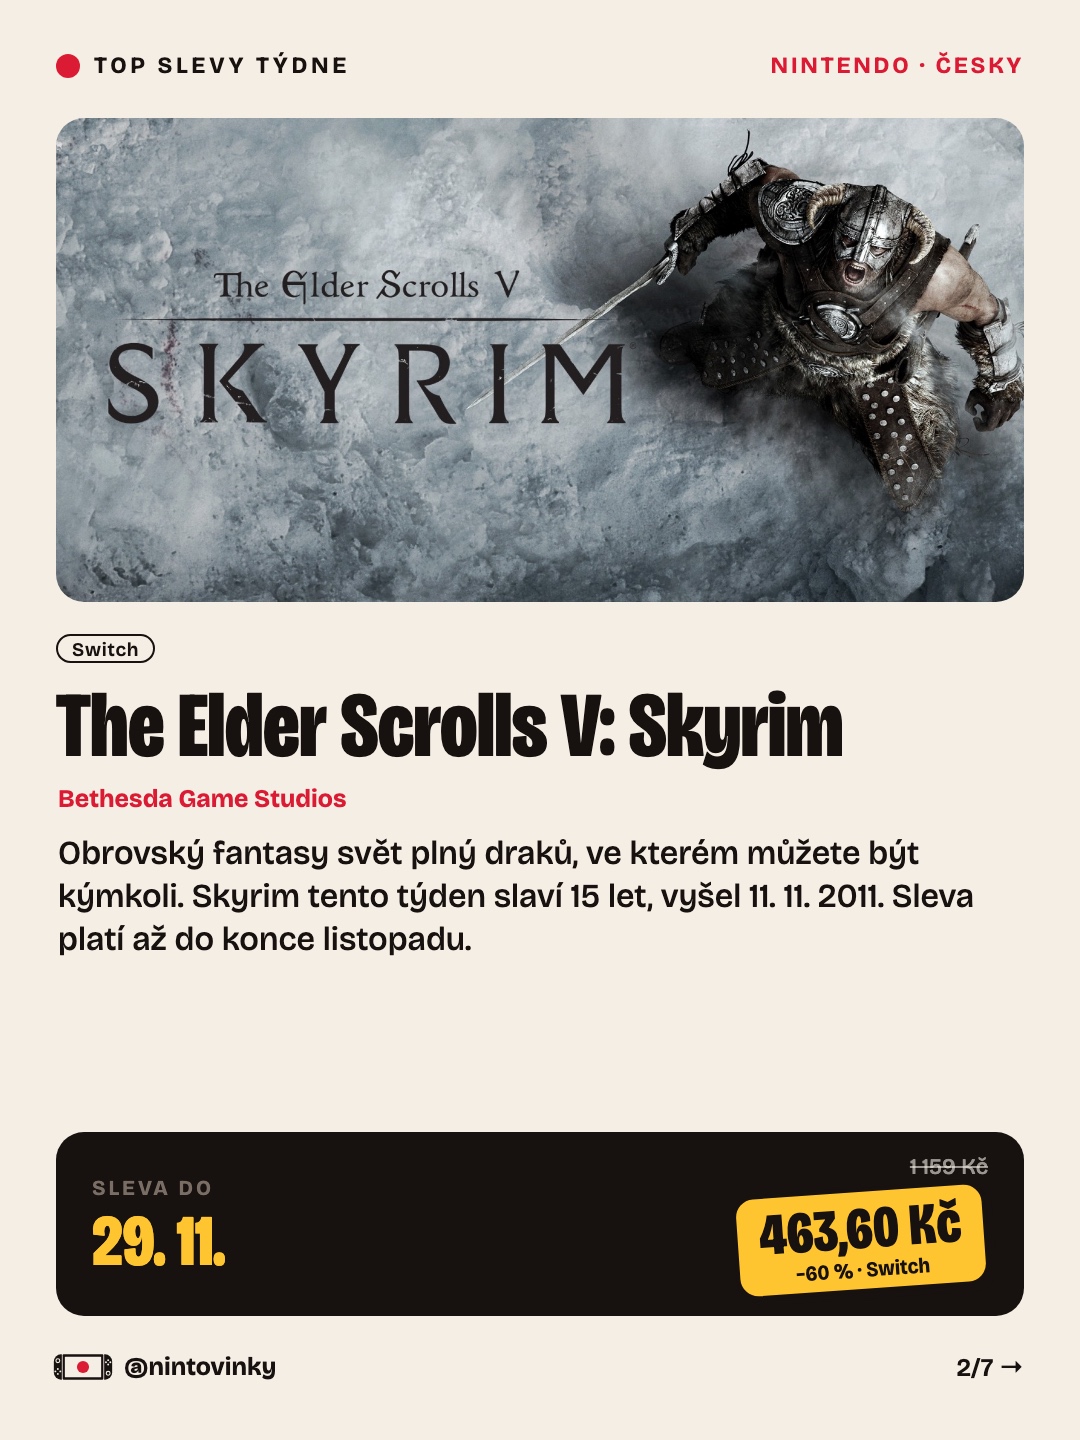 TOP SLEVY TÝDNE
NINTENDO · ČESKY
The Elder Scrolls V
SKYRIM
Switch
The Elder Scrolls V: Skyrim
Bethesda Game Studios
Obrovský fantasy svět plný draků, ve kterém můžete být
kýmkoli. Skyrim tento týden slaví 15 let, vyšel 11. 11. 2011. Sleva
platí až do konce listopadu.
SLEVA DO
29. 11.
1 159 Kč
463,60 Kč
−60 % · Switch
@nintovinky
2/7 →